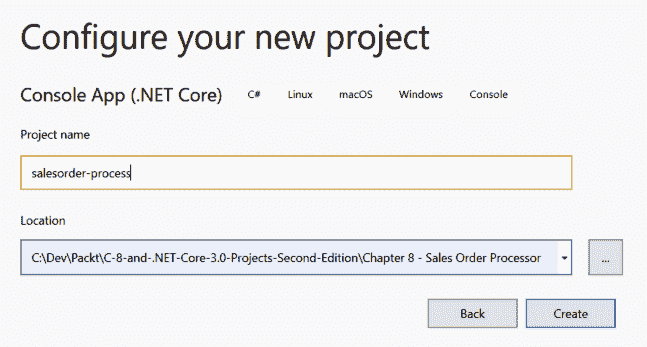 Configure your new project
Console App (.NET Core) C# Linux macOS Windows Console
Project name
salesorder-process
Location
C:\Dev\Packt\C-8-and-.NET-Core-3.0-Projects-Second-Edition\Chapter 8 - Sales Order Processor
...
Back Create